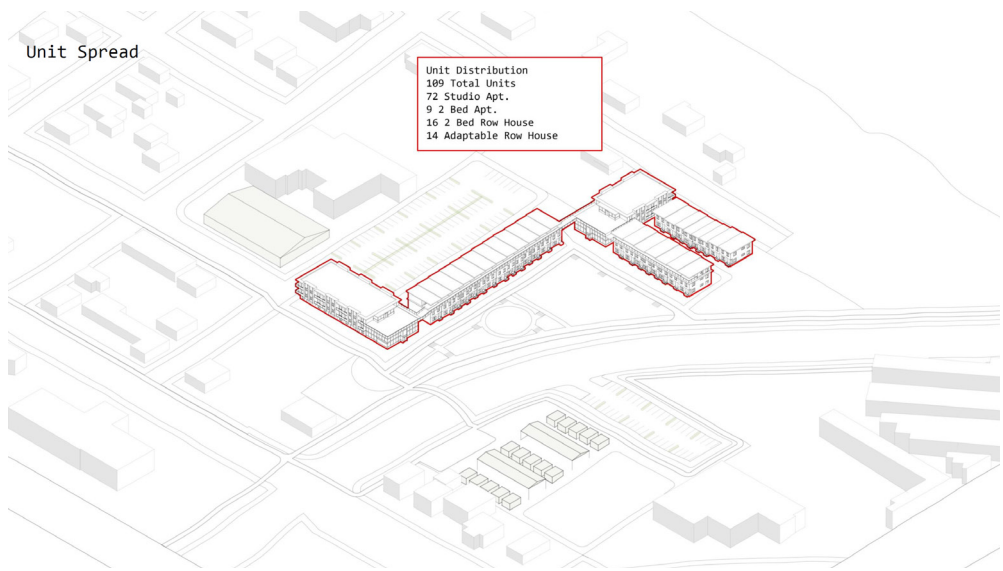 Unit Spread
Unit Distribution
109 Total Units
72 Studio Apt.
9 2 Bed Apt.
16 2 Bed Row House
14 Adaptable Row House